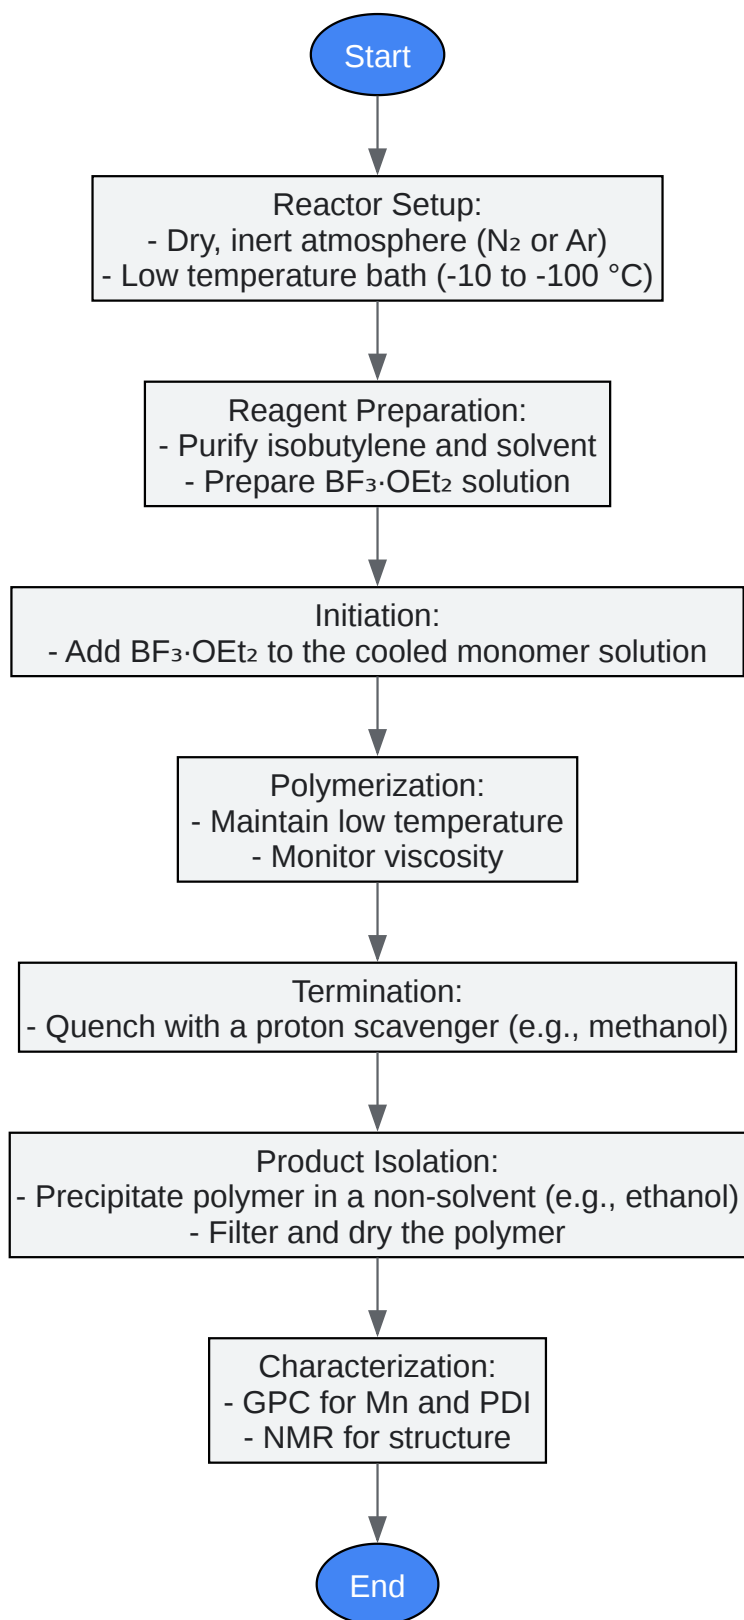 Start
Reactor Setup:
- Dry, inert atmosphere (N₂ or Ar)
- Low temperature bath (-10 to -100 °C)
Reagent Preparation:
- Purify isobutylene and solvent
- Prepare BF₃·OEt₂ solution
Initiation:
- Add BF₃·OEt₂ to the cooled monomer solution
Polymerization:
- Maintain low temperature
- Monitor viscosity
Termination:
- Quench with a proton scavenger (e.g., methanol)
Product Isolation:
- Precipitate polymer in a non-solvent (e.g., ethanol)
- Filter and dry the polymer
Characterization:
- GPC for Mn and PDI
- NMR for structure
End